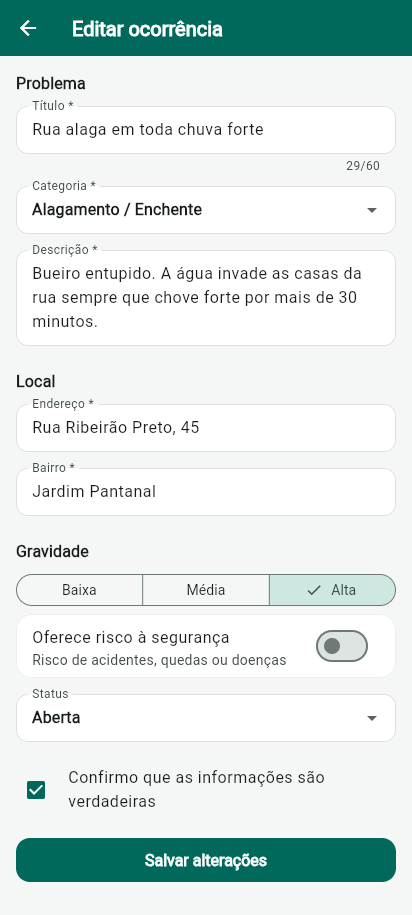 Editar ocorrência
Problema
Título *
Rua alaga em toda chuva forte
29/60
Categoria *
Alagamento / Enchente
Descrição *
Bueiro entupido. A água invade as casas da
rua sempre que chove forte por mais de 30
minutos.
Local
Endereço *
Rua Ribeirão Preto, 45
Bairro *
Jardim Pantanal
Gravidade
Baixa
Média
Alta
Oferece risco à segurança
Risco de acidentes, quedas ou doenças
Status
Aberta
Confirmo que as informações são
verdadeiras
Salvar alterações